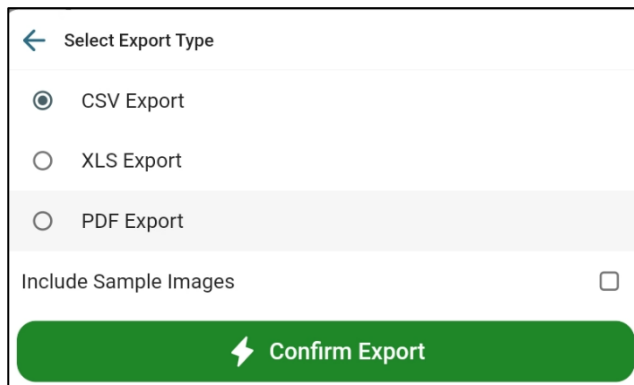 Select Export Type
CSV Export
XLS Export
PDF Export
Include Sample Images
Confirm Export